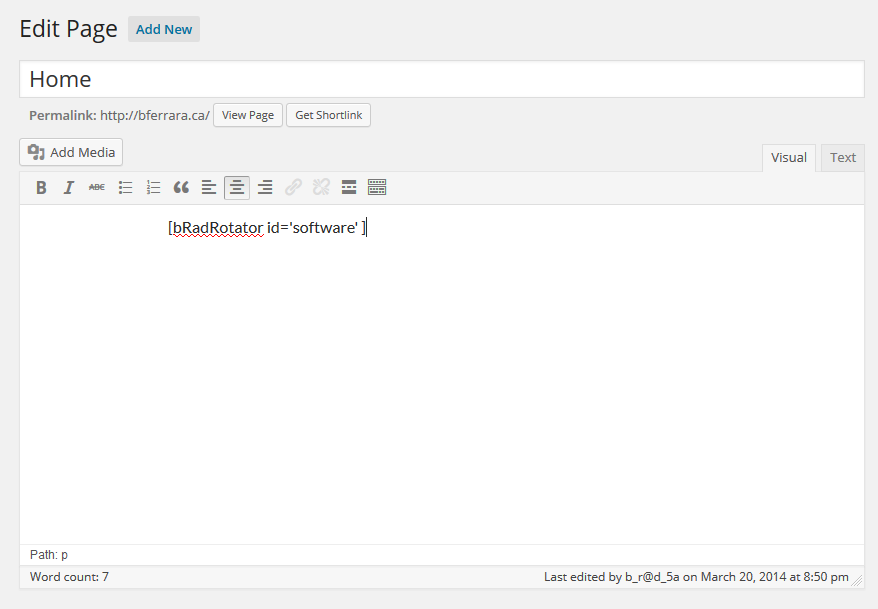 Edit Page Add New
Home
Permalink: http://bferrara.ca/ View Page Get Shortlink
Add Media Visual Text
B I ABC
[bRadRotator id='software' ]
Path: p
Word count: 7 Last edited by b_r@d_5a on March 20, 2014 at 8:50 pm